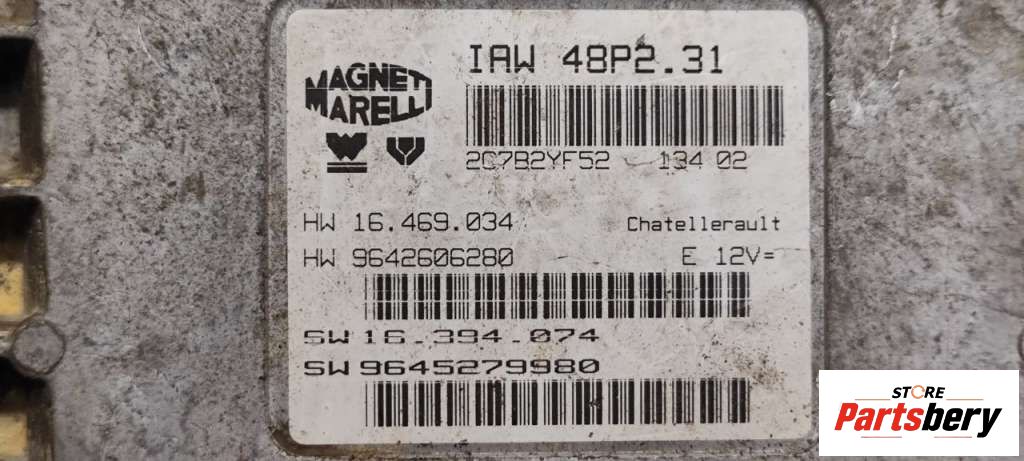 MAGNETI
MARELLI
IAW 48P2.31
2C7B2YF52 134 02
HW 16.469.034 Chatellerault
HW 9642606280 E 12V=
SW 16.394.074
SW 9645279980
STORE
Partsbery